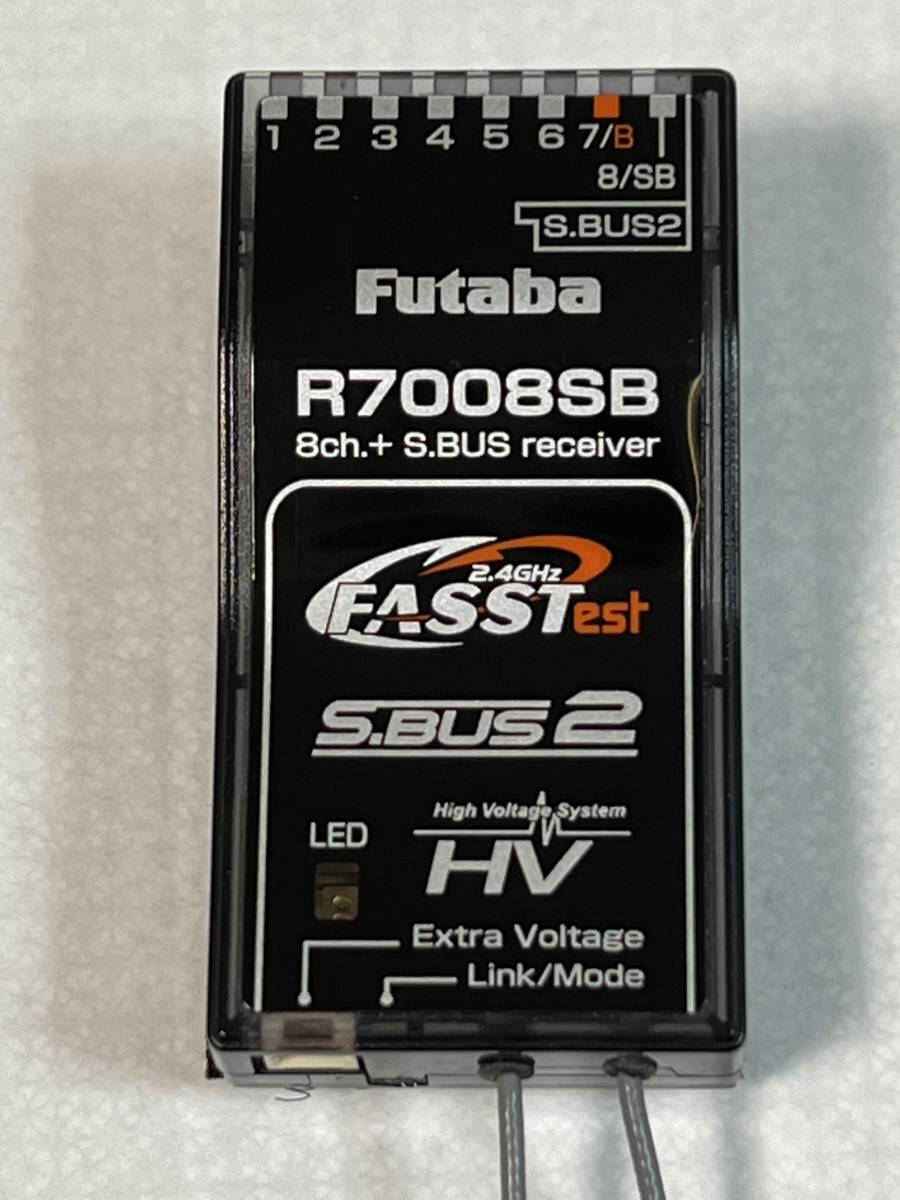 1 2 3 4 5 6 7/B
8/SB
S.BUS2
Futaba
R7008SB
8ch.+ S.BUS receiver
2.4GHz
FASSTest
S.BUS2
High Voltage System
LED
HV
Extra Voltage
Link/Mode